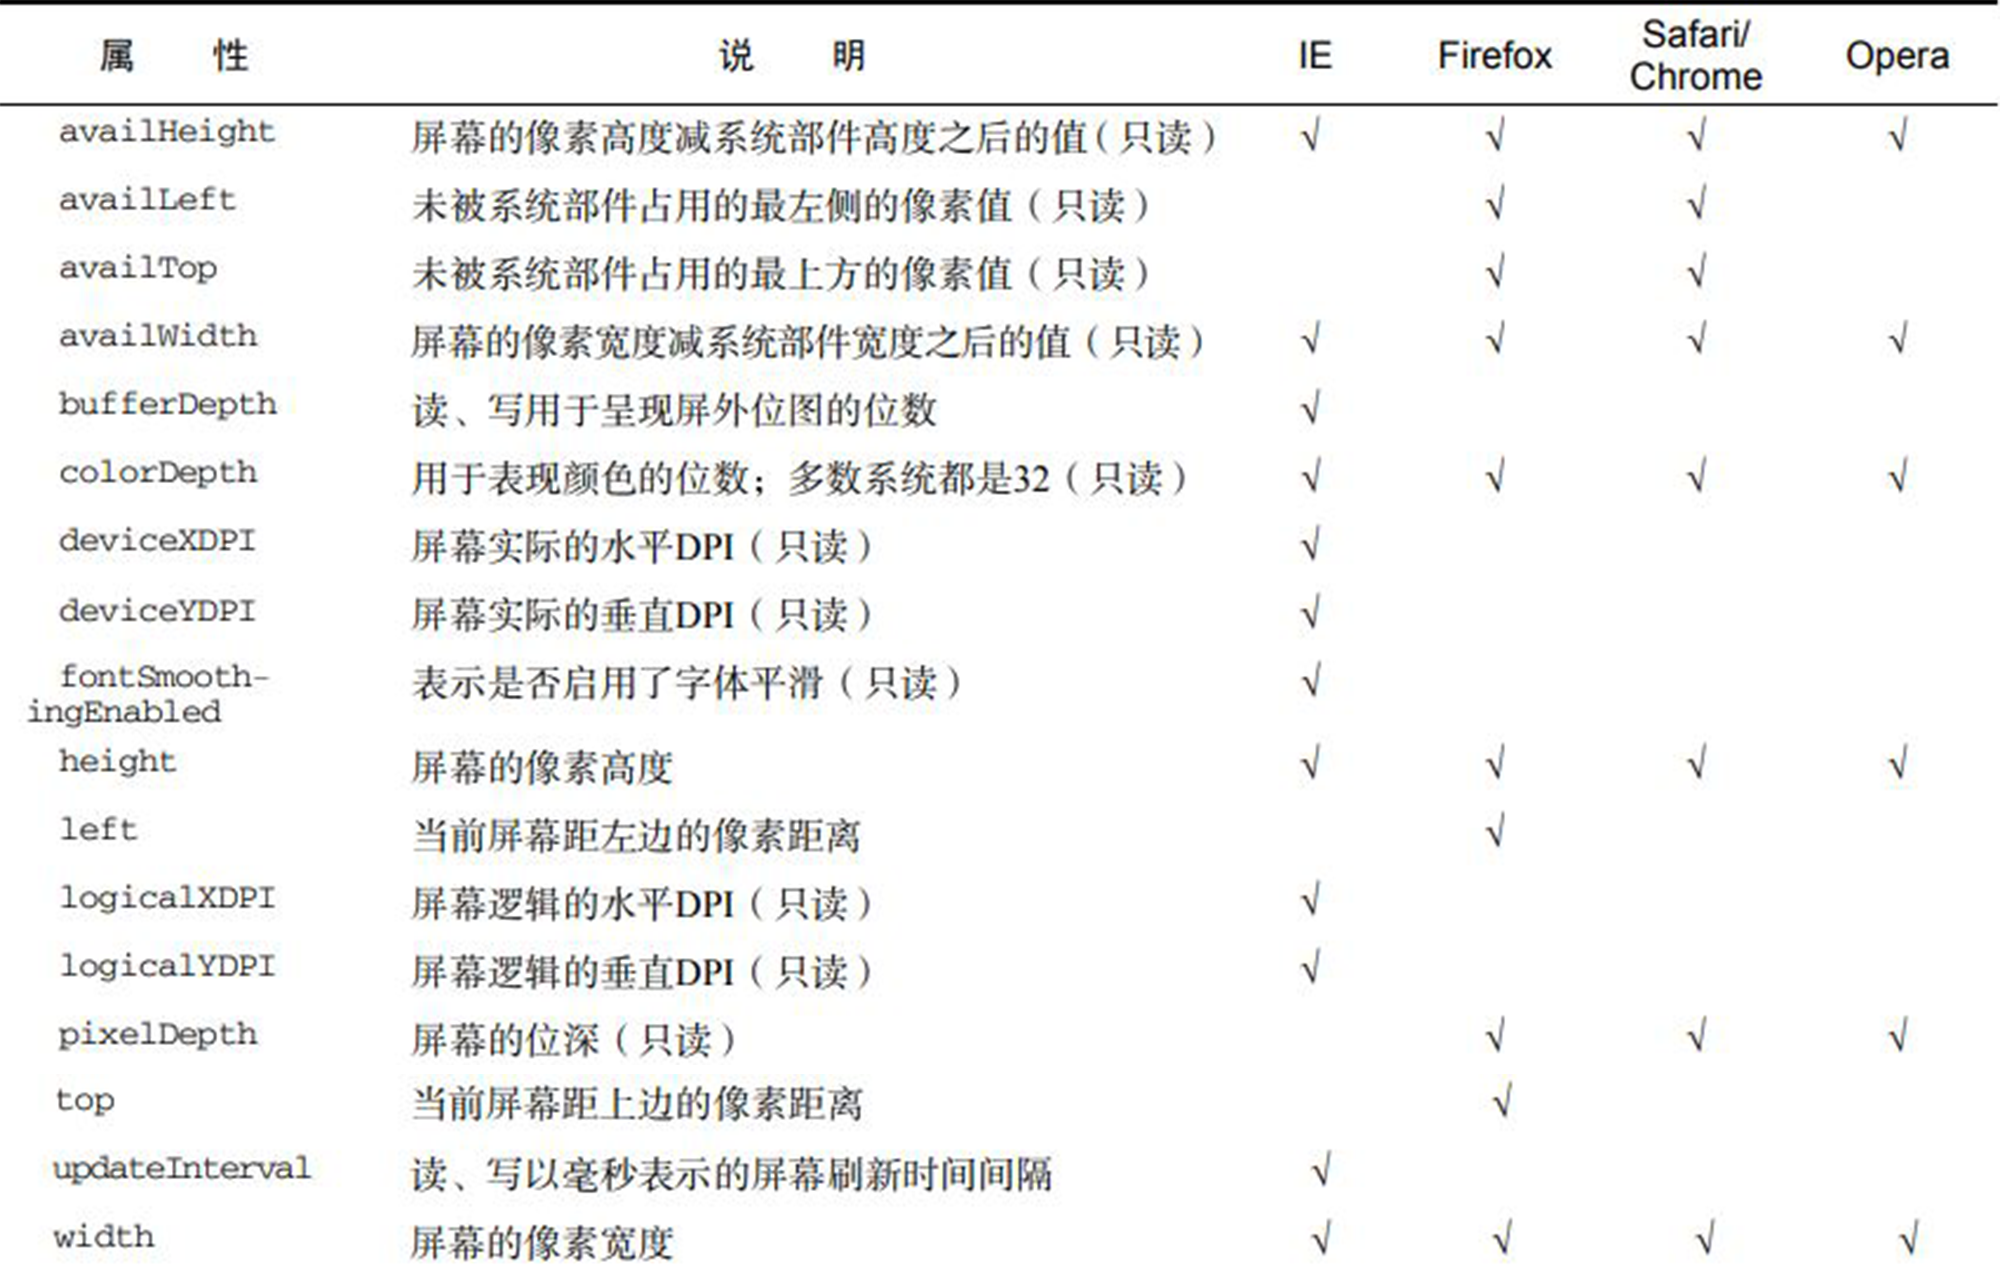 属 性 说 明 IE Firefox Safari/
Chrome Opera
availHeight 屏幕的像素高度减系统部件高度之后的值(只读) √ √ √ √
availLeft 未被系统部件占用的最左侧的像素值(只读) √ √
availTop 未被系统部件占用的最上方的像素值(只读) √ √
availWidth 屏幕的像素宽度减系统部件宽度之后的值(只读) √ √ √ √
bufferDepth 读、写用于呈现屏外位图的位数 √
colorDepth 用于表现颜色的位数；多数系统都是32(只读) √ √ √ √
deviceXDPI 屏幕实际的水平DPI(只读) √
deviceYDPI 屏幕实际的垂直DPI(只读) √
fontSmooth- 表示是否启用了字体平滑(只读) √
ingEnabled
height 屏幕的像素高度 √ √ √ √
left 当前屏幕距左边的像素距离 √
logicalXDPI 屏幕逻辑的水平DPI(只读) √
logicalYDPI 屏幕逻辑的垂直DPI(只读) √
pixelDepth 屏幕的位深(只读) √ √ √
top 当前屏幕距上边的像素距离 √
updateInterval 读、写以毫秒表示的屏幕刷新时间间隔 √
width 屏幕的像素宽度 √ √ √ √